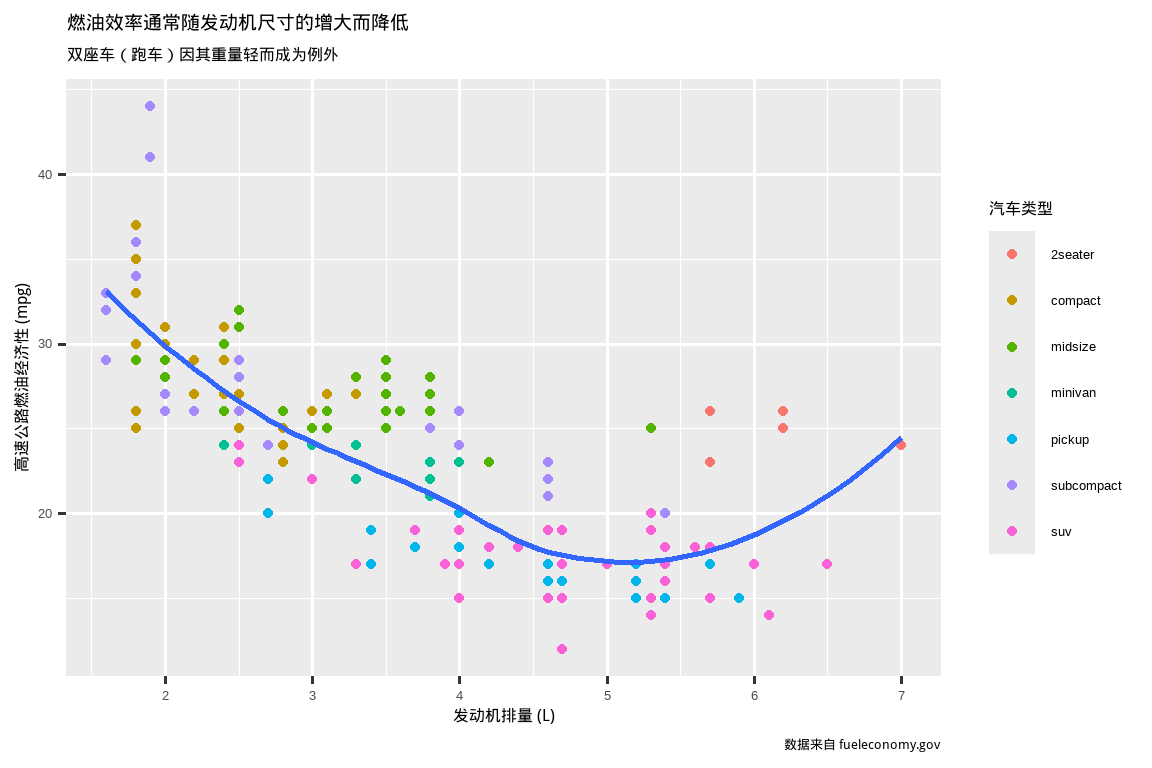 燃油效率通常随发动机尺寸的增大而降低
双座车（跑车）因其重量轻而成为例外
高速公路燃油经济性 (mpg)
40
30
20
2
3
4
5
6
7
发动机排量 (L)
汽车类型
2seater
compact
midsize
minivan
pickup
subcompact
suv
数据来自 fueleconomy.gov